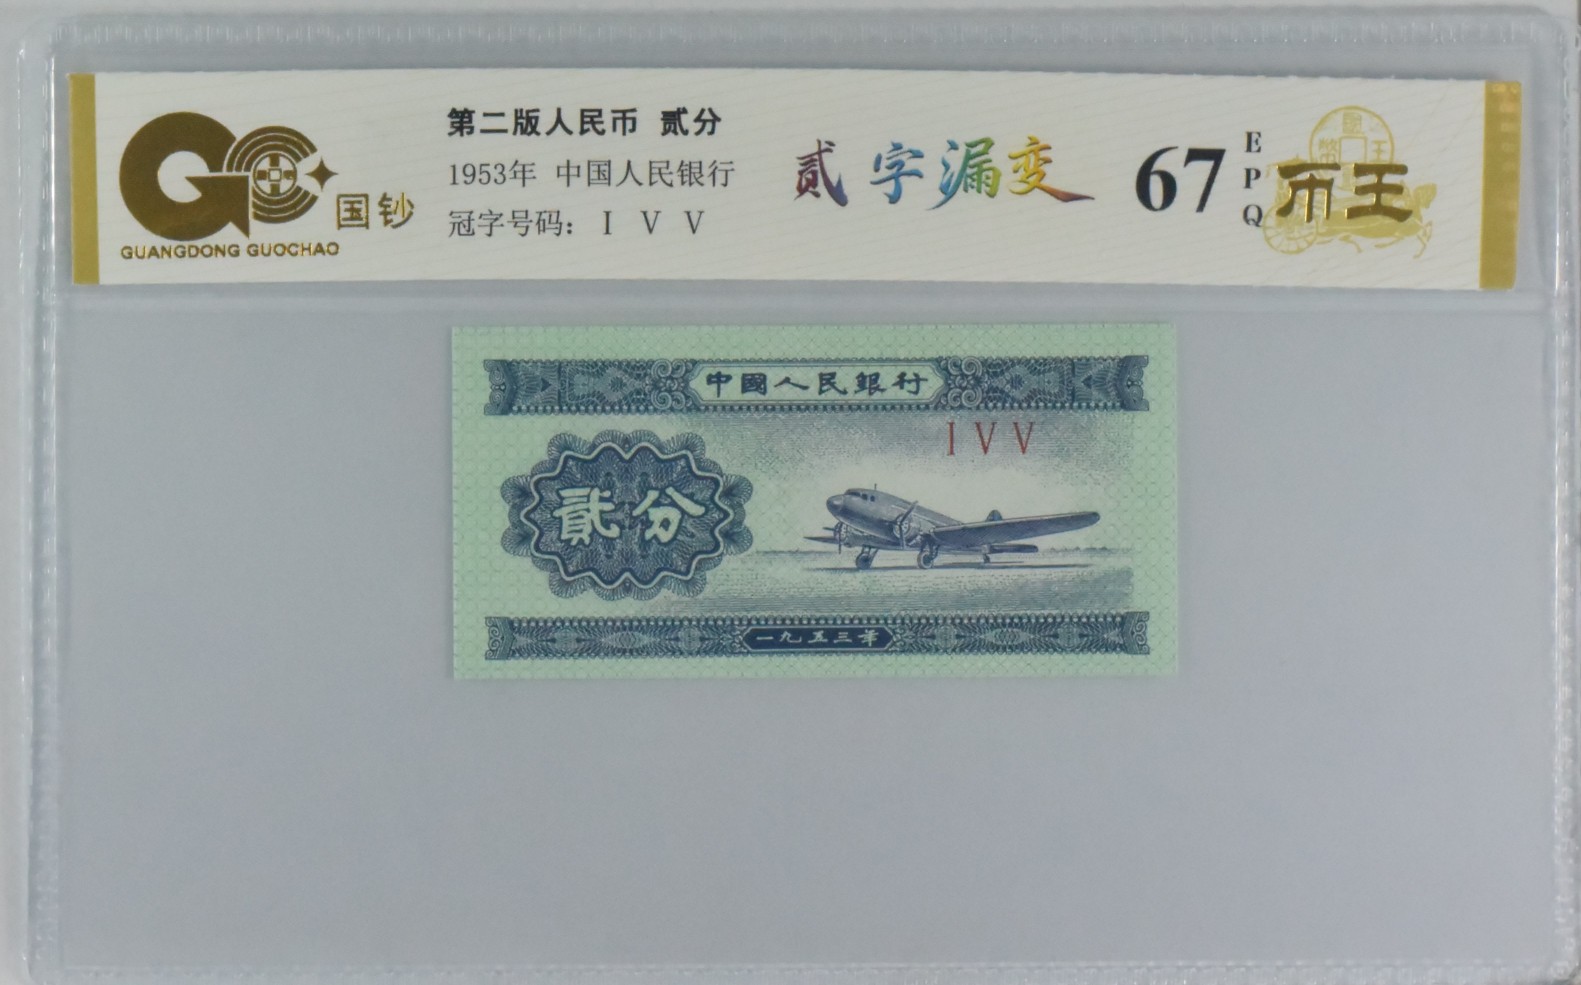 国钞
GUANGDONG GUOCHAO
第二版人民币 贰分
1953年 中国人民银行
冠字号码: I V V
贰字漏变
67
EPQ
币王
中國人民銀行
I V V
貳分
一九五三年